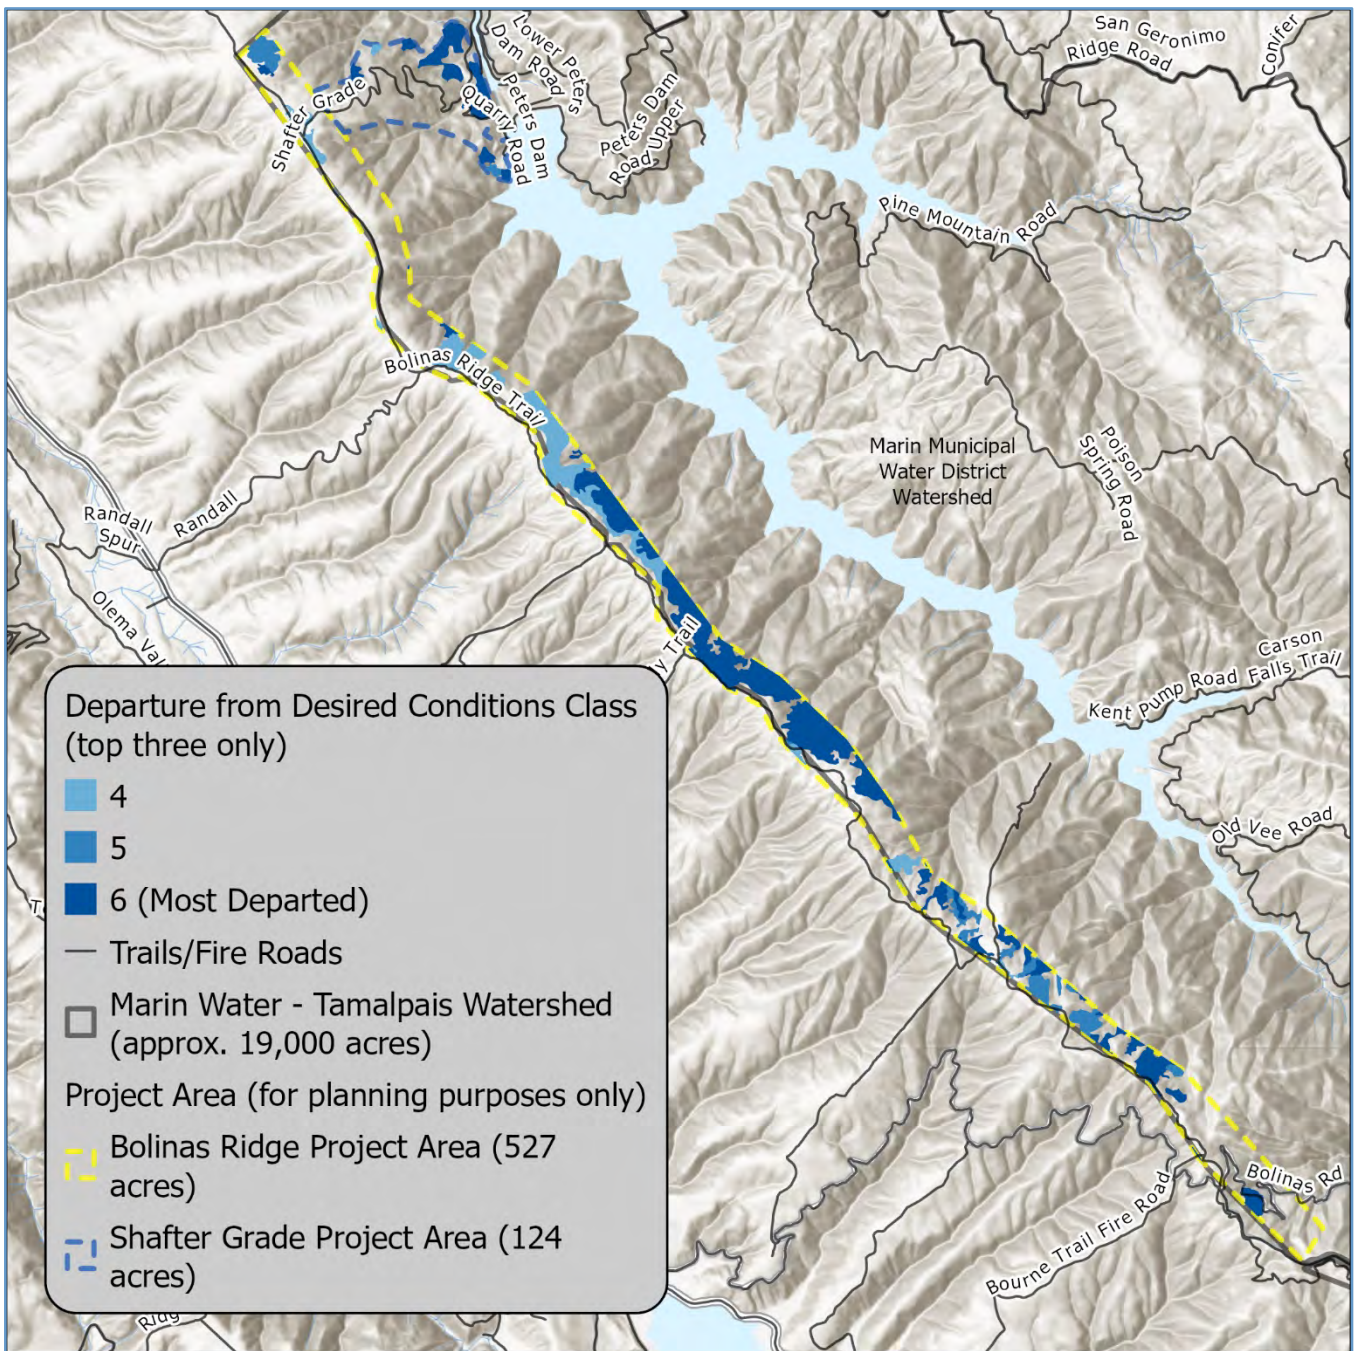 San Geronimo
Ridge Road
Conifer
Lower Peters
Dam Road
Peters Dam
Road Upper
Peters Dam
Quarry Road
Shafter Grade
Pine Mountain Road
Bolinas Ridge Trail
Marin Municipal
Water District
Watershed
Poison
Spring Road
Randall
Randall
Spur
Olema Val
ly Trail
Carson
Falls Trail
Kent Pump Road
Old Vee Road
Bolinas Rd
Bourne Trail Fire Road
Departure from Desired Conditions Class
(top three only)
4
5
6 (Most Departed)
Trails/Fire Roads
Marin Water - Tamalpais Watershed
(approx. 19,000 acres)
Project Area (for planning purposes only)
Bolinas Ridge Project Area (527
acres)
Shafter Grade Project Area (124
acres)